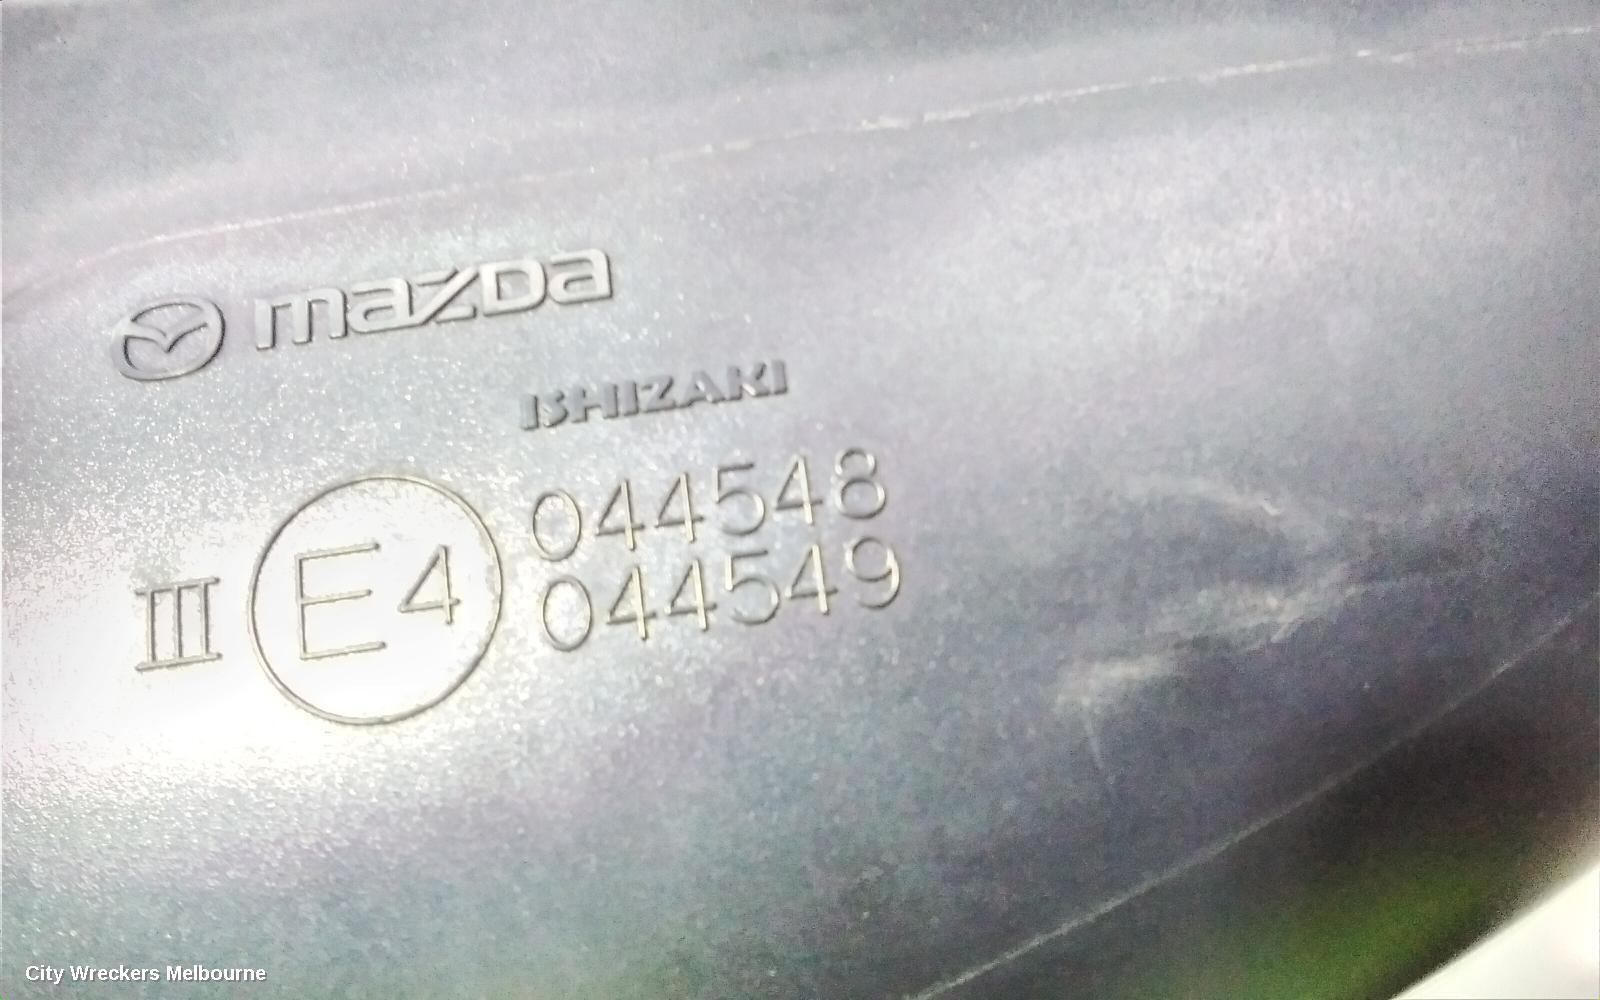 mazda
ISHIZAKI
III E4 044548
044549
City Wreckers Melbourne